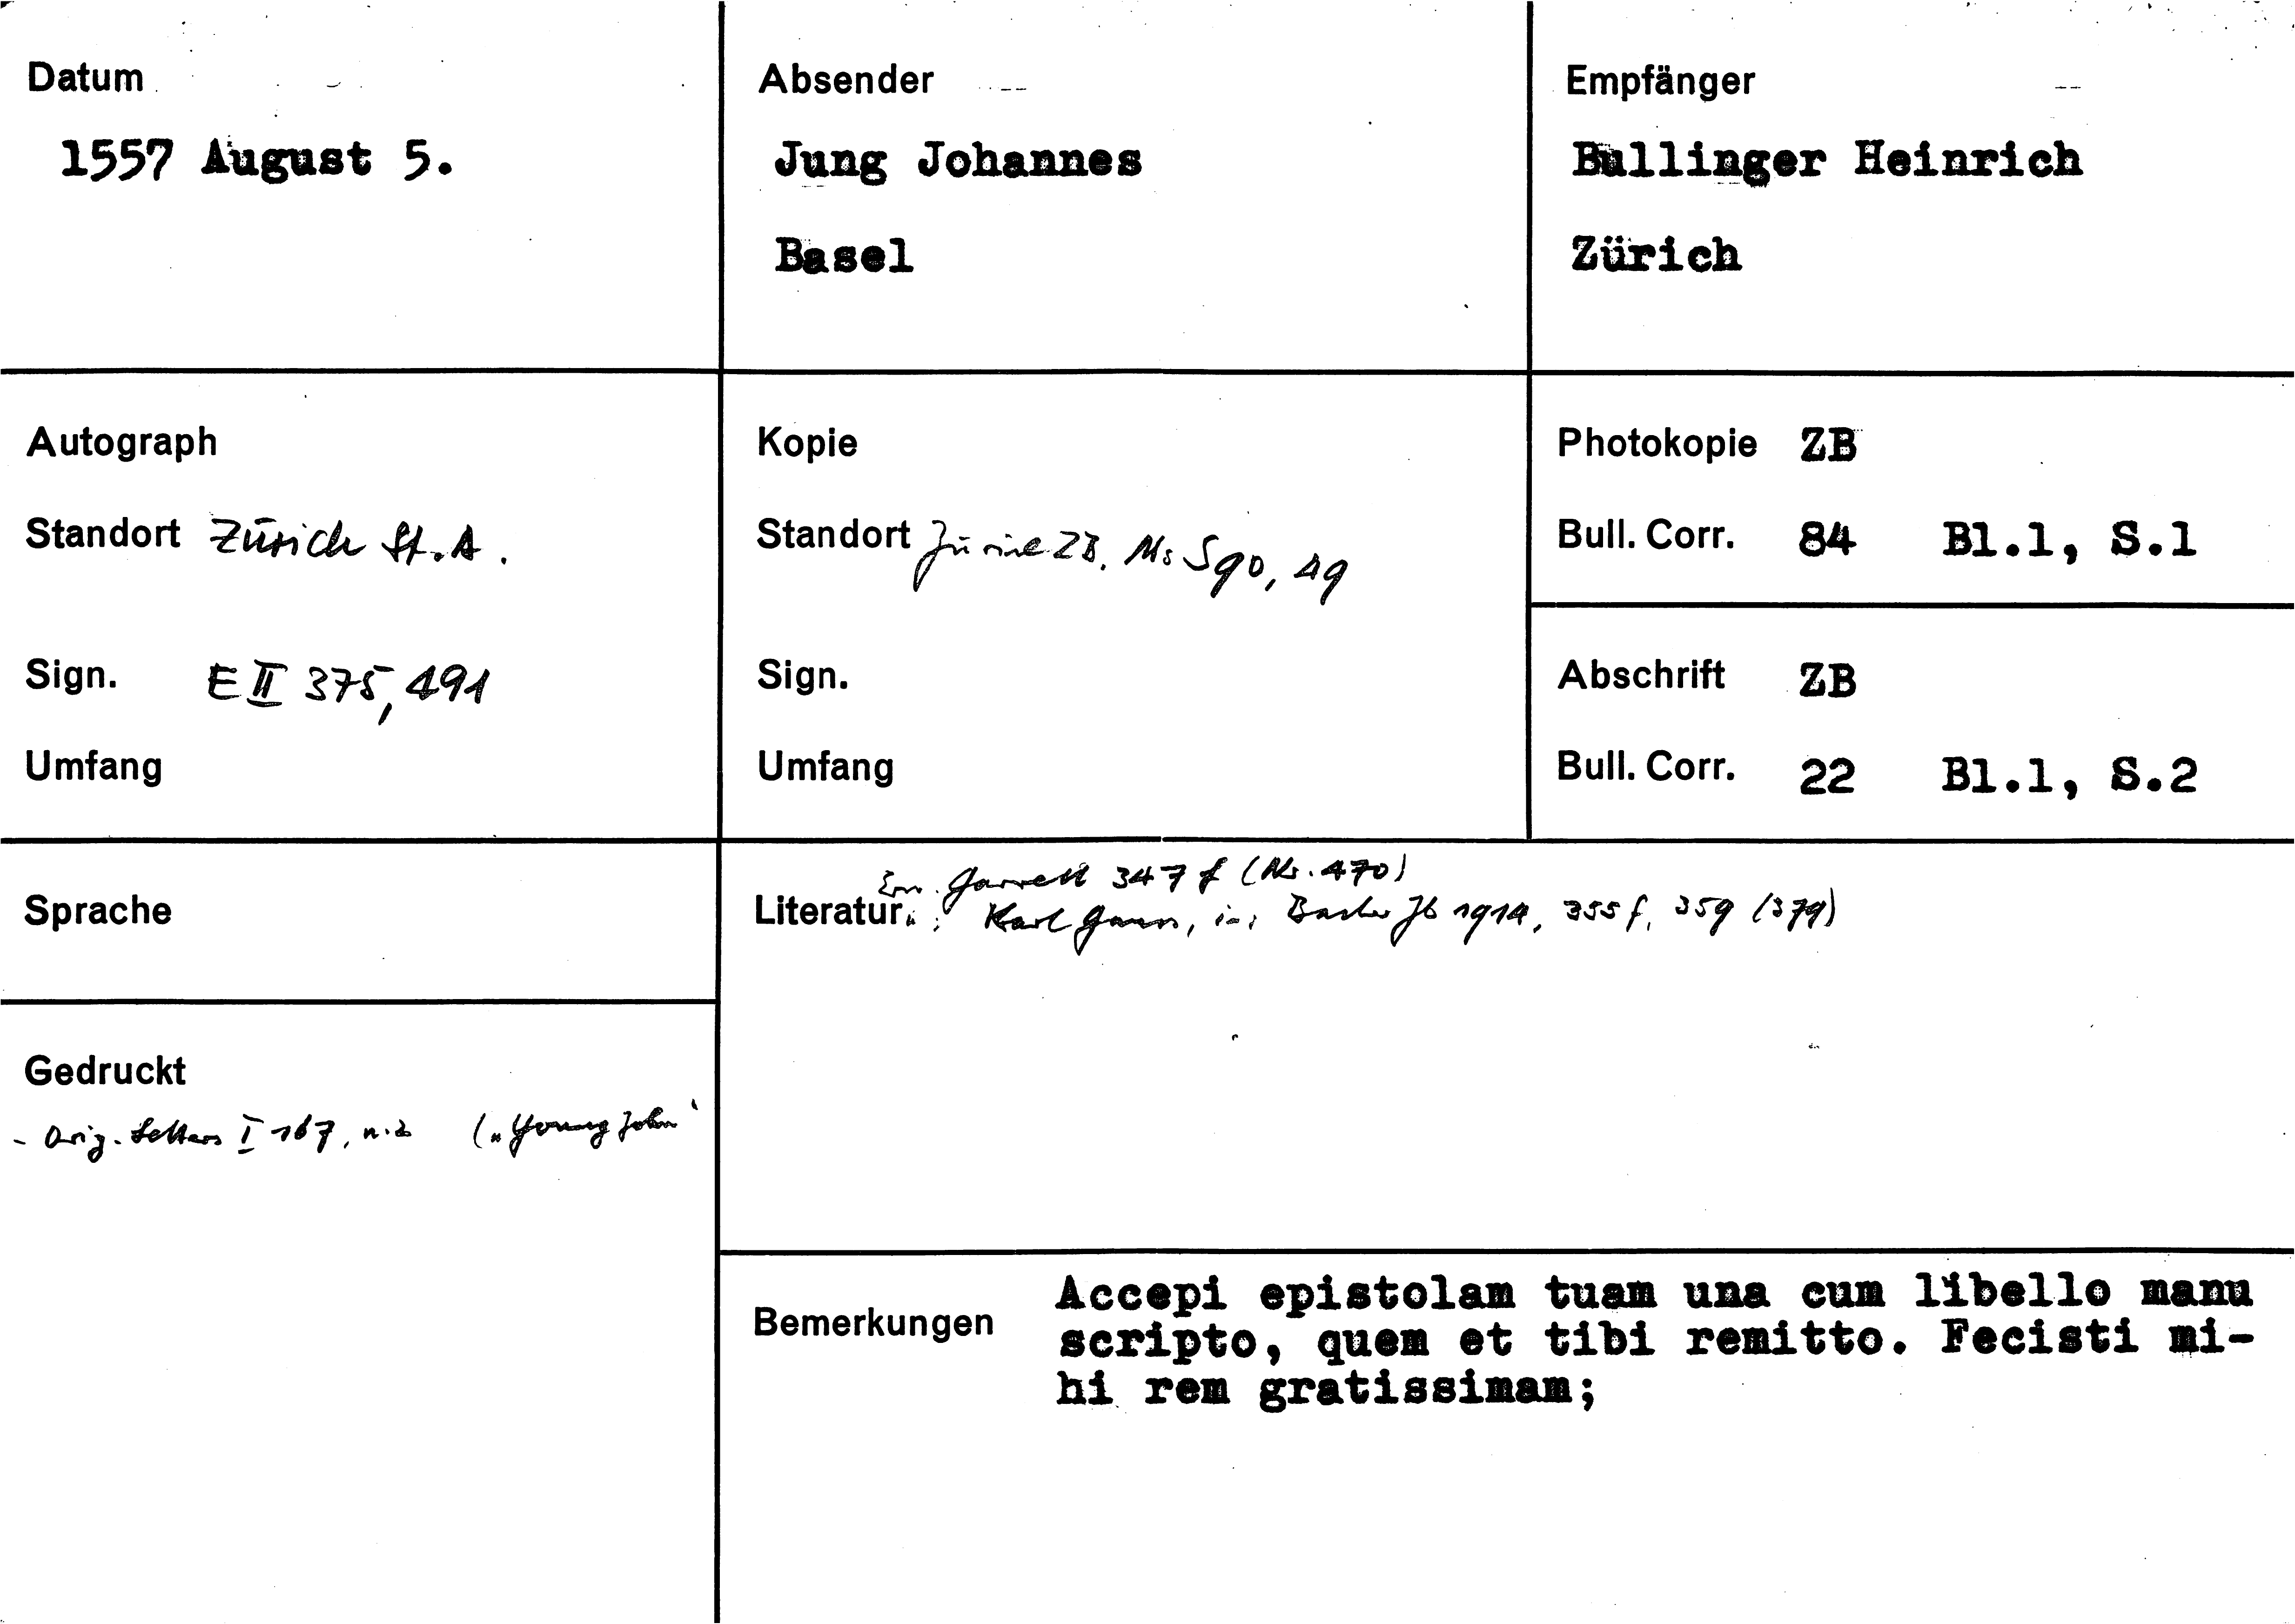 Datum
1557 August 5.
Absender
Jung Johannes
Basel
Empfänger
Bullinger Heinrich
Zürich
Autograph
Standort Zürich St.A.
Sign. E II 375, 491
Umfang
Kopie
Standort Zürich ZB, Ms S 90, 49
Sign.
Umfang
Photokopie ZB
Bull. Corr. 84 Bl.1, S.1
Abschrift ZB
Bull. Corr. 22 Bl.1, S.2
Sprache
Gedruckt
- Orig. Letters I 167, n.2 („Young John“
Garrett 347 f (Nr. 470)
Literatur: Karl Gauss, in: Basler Jb 1914, 355 f, 359 (379)
Bemerkungen
Accepi epistolam tuam una cum libello manu
scripto, quem et tibi remitto. Fecisti mi-
hi rem gratissimam;